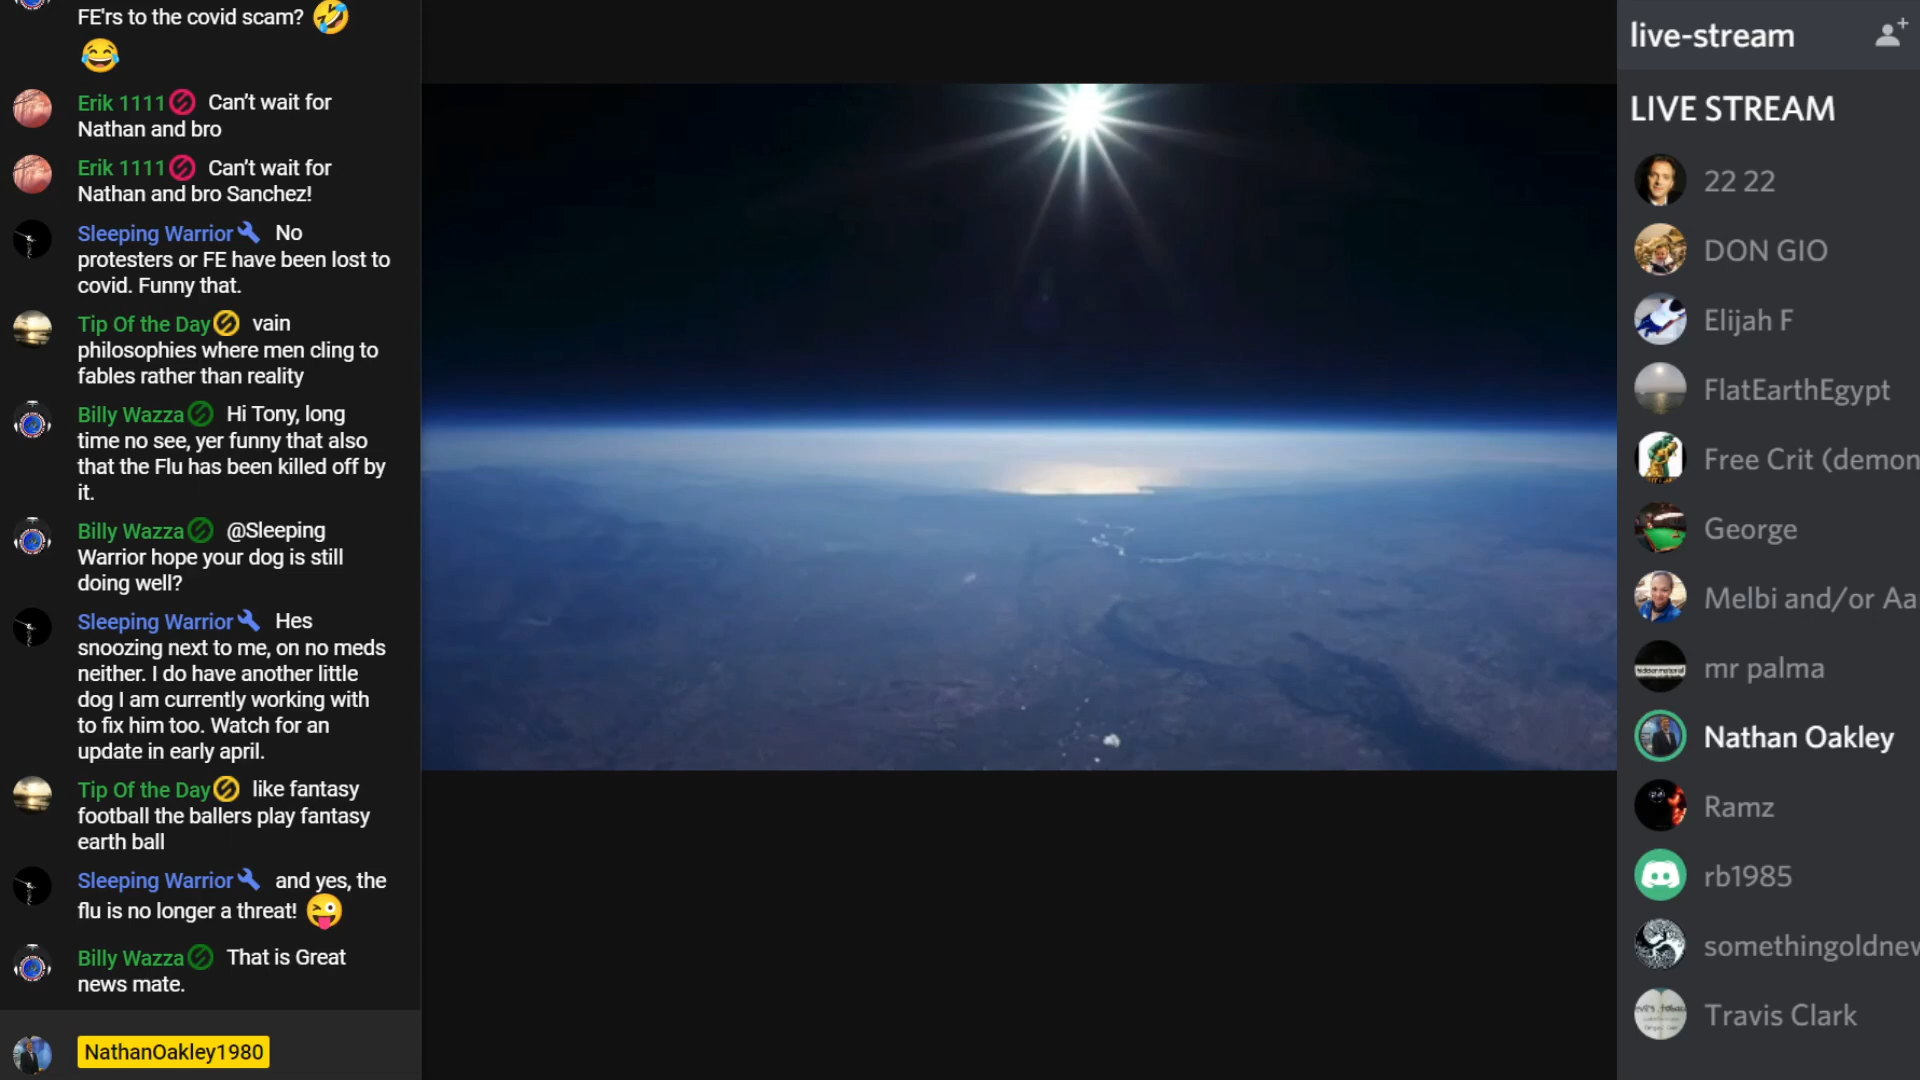 FE'rs to the covid scam? 🤣
😂
Erik 1111 Can't wait for
Nathan and bro
Erik 1111 Can't wait for
Nathan and bro Sanchez!
Sleeping Warrior No
protesters or FE have been lost to
covid. Funny that.
Tip Of the Day vain
philosophies where men cling to
fables rather than reality
Billy Wazza Hi Tony, long
time no see, yer funny that also
that the Flu has been killed off by
it.
Billy Wazza @Sleeping
Warrior hope your dog is still
doing well?
Sleeping Warrior Hes
snoozing next to me, on no meds
neither. I do have another little
dog I am currently working with
to fix him too. Watch for an
update in early april.
Tip Of the Day like fantasy
football the ballers play fantasy
earth ball
Sleeping Warrior and yes, the
flu is no longer a threat! 😜
Billy Wazza That is Great
news mate.
NathanOakley1980
live-stream
LIVE STREAM
22 22
DON GIO
Elijah F
FlatEarthEgypt
Free Crit (demon
George
Melbi and/or Aa
mr palma
Nathan Oakley
Ramz
rb1985
somethingoldnew
Travis Clark